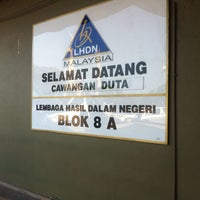 LHDN
MALAYSIA
SELAMAT DATANG
CAWANGAN DUTA
LEMBAGA HASIL DALAM NEGERI
BLOK 8 A